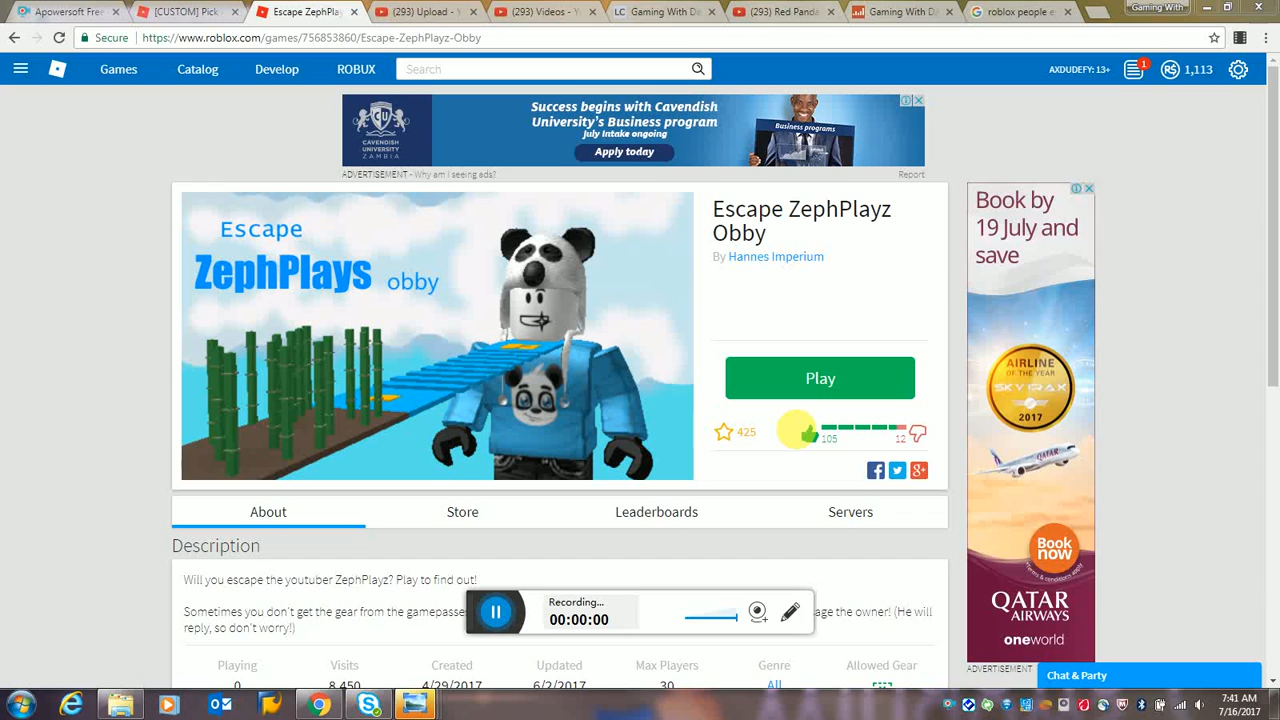 Apowersoft Free
[CUSTOM] Pick
Escape ZephPlay
(293) Upload - Y
(293) Videos - Y
Gaming With De
(293) Red Panda
Gaming With D
roblox people e
Gaming With
Secure https://www.roblox.com/games/756853860/Escape-ZephPlayz-Obby
Games Catalog Develop ROBUX Search AXDUDEFY: 13+ 1 R$ 1,113
CAVENDISH
UNIVERSITY
ZAMBIA
Success begins with Cavendish
University's Business program
July Intake ongoing
Apply today
Business programs
ADVERTISEMENT - Why am I seeing ads? Report
Escape
ZephPlays obby
Escape ZephPlayz
Obby
By Hannes Imperium
Play
425 105 12
Book by
19 July and
save
AIRLINE
OF THE YEAR
SKYTRAX
2017
QATAR
Book
now
Terms & conditions apply
QATAR
AIRWAYS
oneworld
ADVERTISEMENT
About Store Leaderboards Servers
Description
Will you escape the youtuber ZephPlayz? Play to find out!
Sometimes you don't get the gear from the gamepasse age the owner! (He will
reply, so don't worry!)
Recording...
00:00:00
Playing Visits Created Updated Max Players Genre Allowed Gear
0 8,450 4/29/2017 6/2/2017 30 All
Chat & Party
7:41 AM
7/16/2017